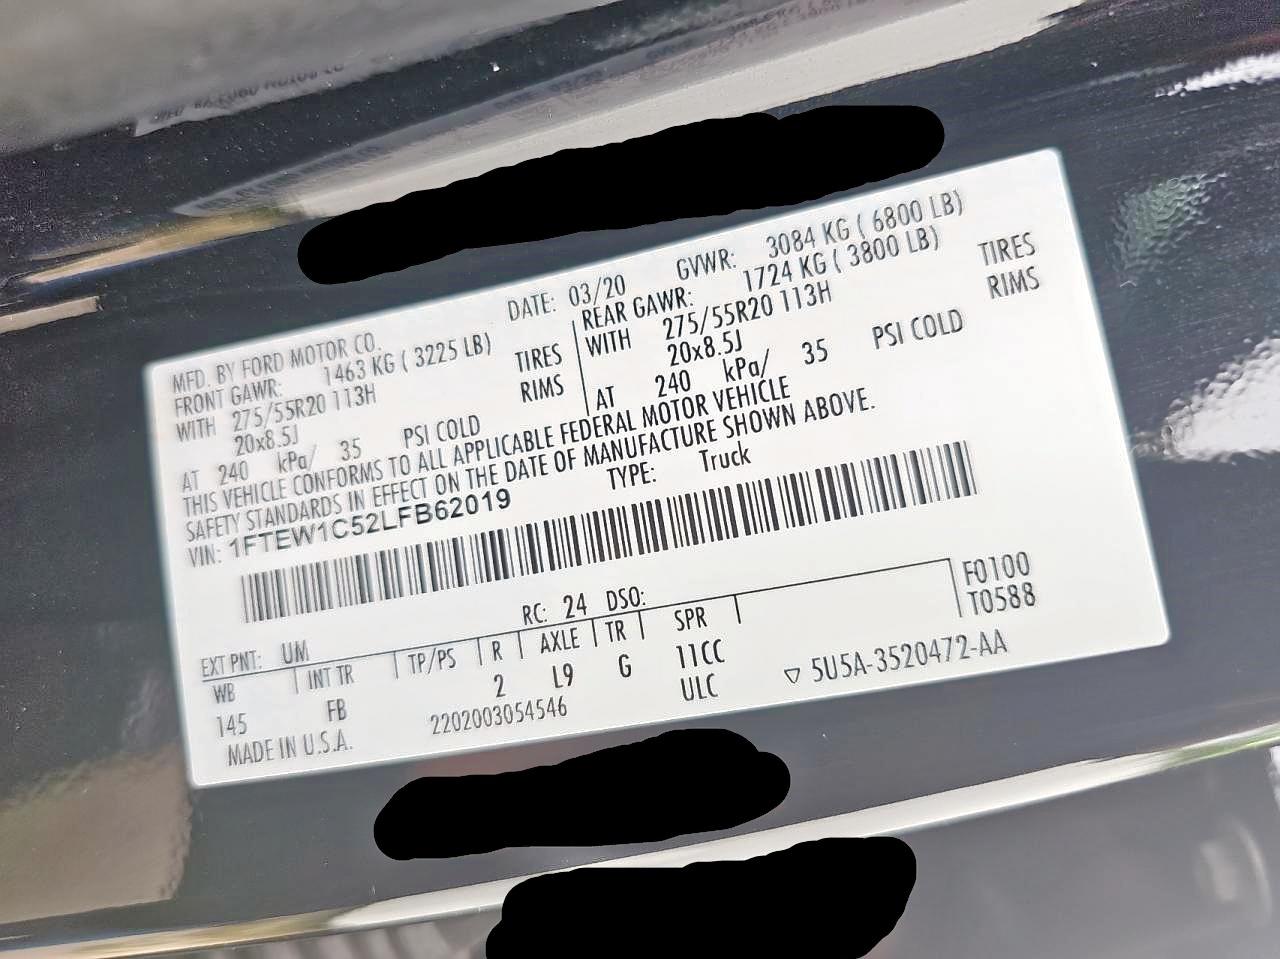 MFD. BY FORD MOTOR CO.
DATE: 03/20 GVWR: 3084 KG ( 6800 LB)
FRONT GAWR: 1463 KG ( 3225 LB)
WITH 275/55R20 113H TIRES
20x8.5J RIMS
AT 240 kPa/ 35 PSI COLD
REAR GAWR: 1724 KG ( 3800 LB)
WITH 275/55R20 113H TIRES
20x8.5J RIMS
AT 240 kPa/ 35 PSI COLD
THIS VEHICLE CONFORMS TO ALL APPLICABLE FEDERAL MOTOR VEHICLE
SAFETY STANDARDS IN EFFECT ON THE DATE OF MANUFACTURE SHOWN ABOVE.
VIN: 1FTEW1C52LFB62019
TYPE: Truck
EXT PNT: UM RC: 24 DSO:
WB INT TR TP/PS R AXLE TR SPR
145 FB 2 L9 G 11CC
ULC
F0100
T0588
MADE IN U.S.A.
2202003054546
▽ 5U5A-3520472-AA